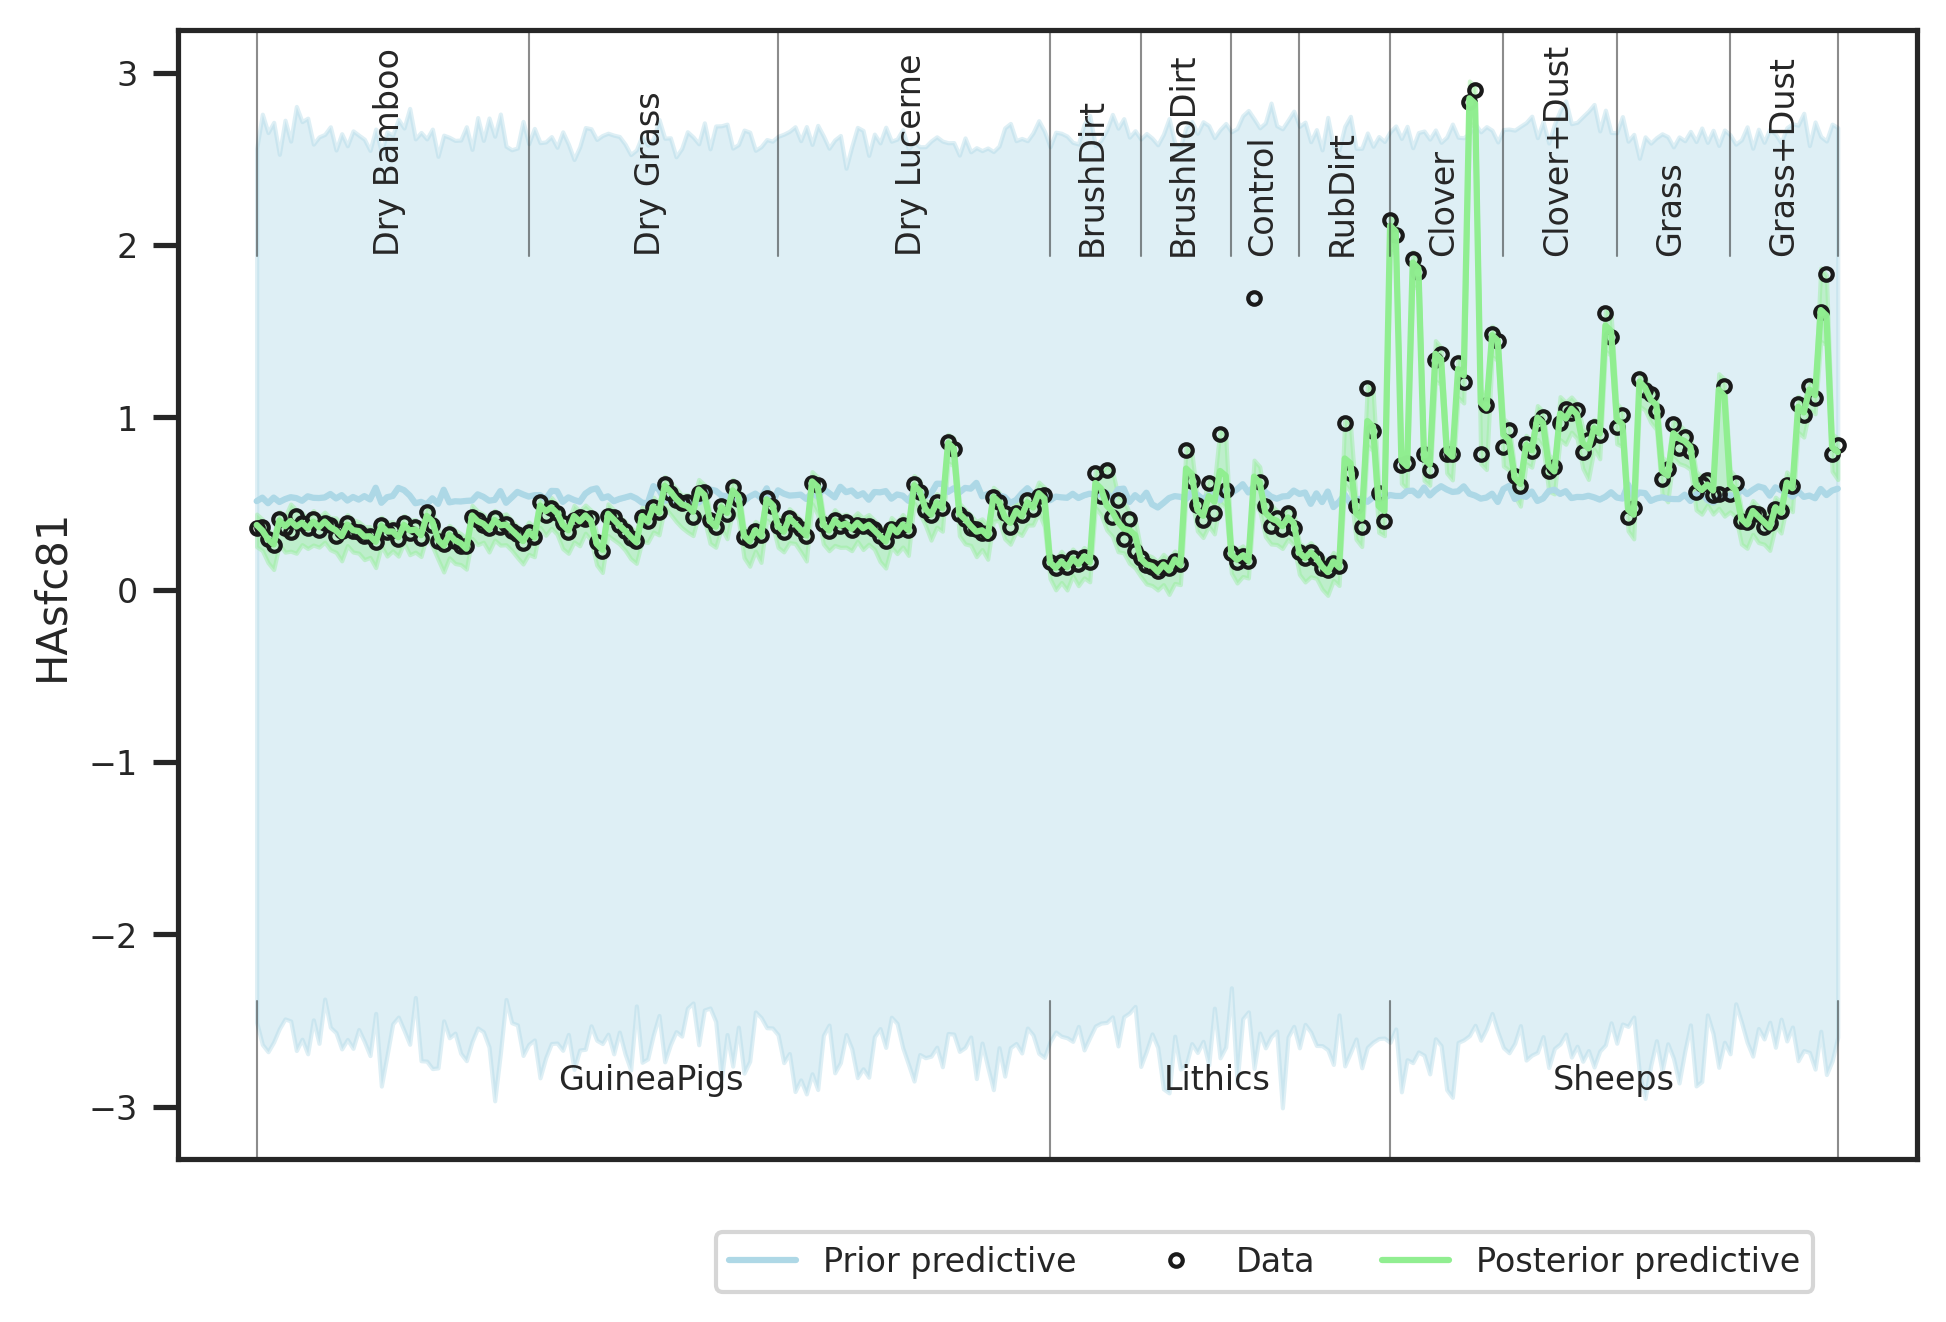 3
2
1
0
−1
−2
−3
HAsfc81
Dry Bamboo
Dry Grass
Dry Lucerne
BrushDirt
BrushNoDirt
Control
RubDirt
Clover
Clover+Dust
Grass
Grass+Dust
GuineaPigs
Lithics
Sheeps
Prior predictive
Data
Posterior predictive